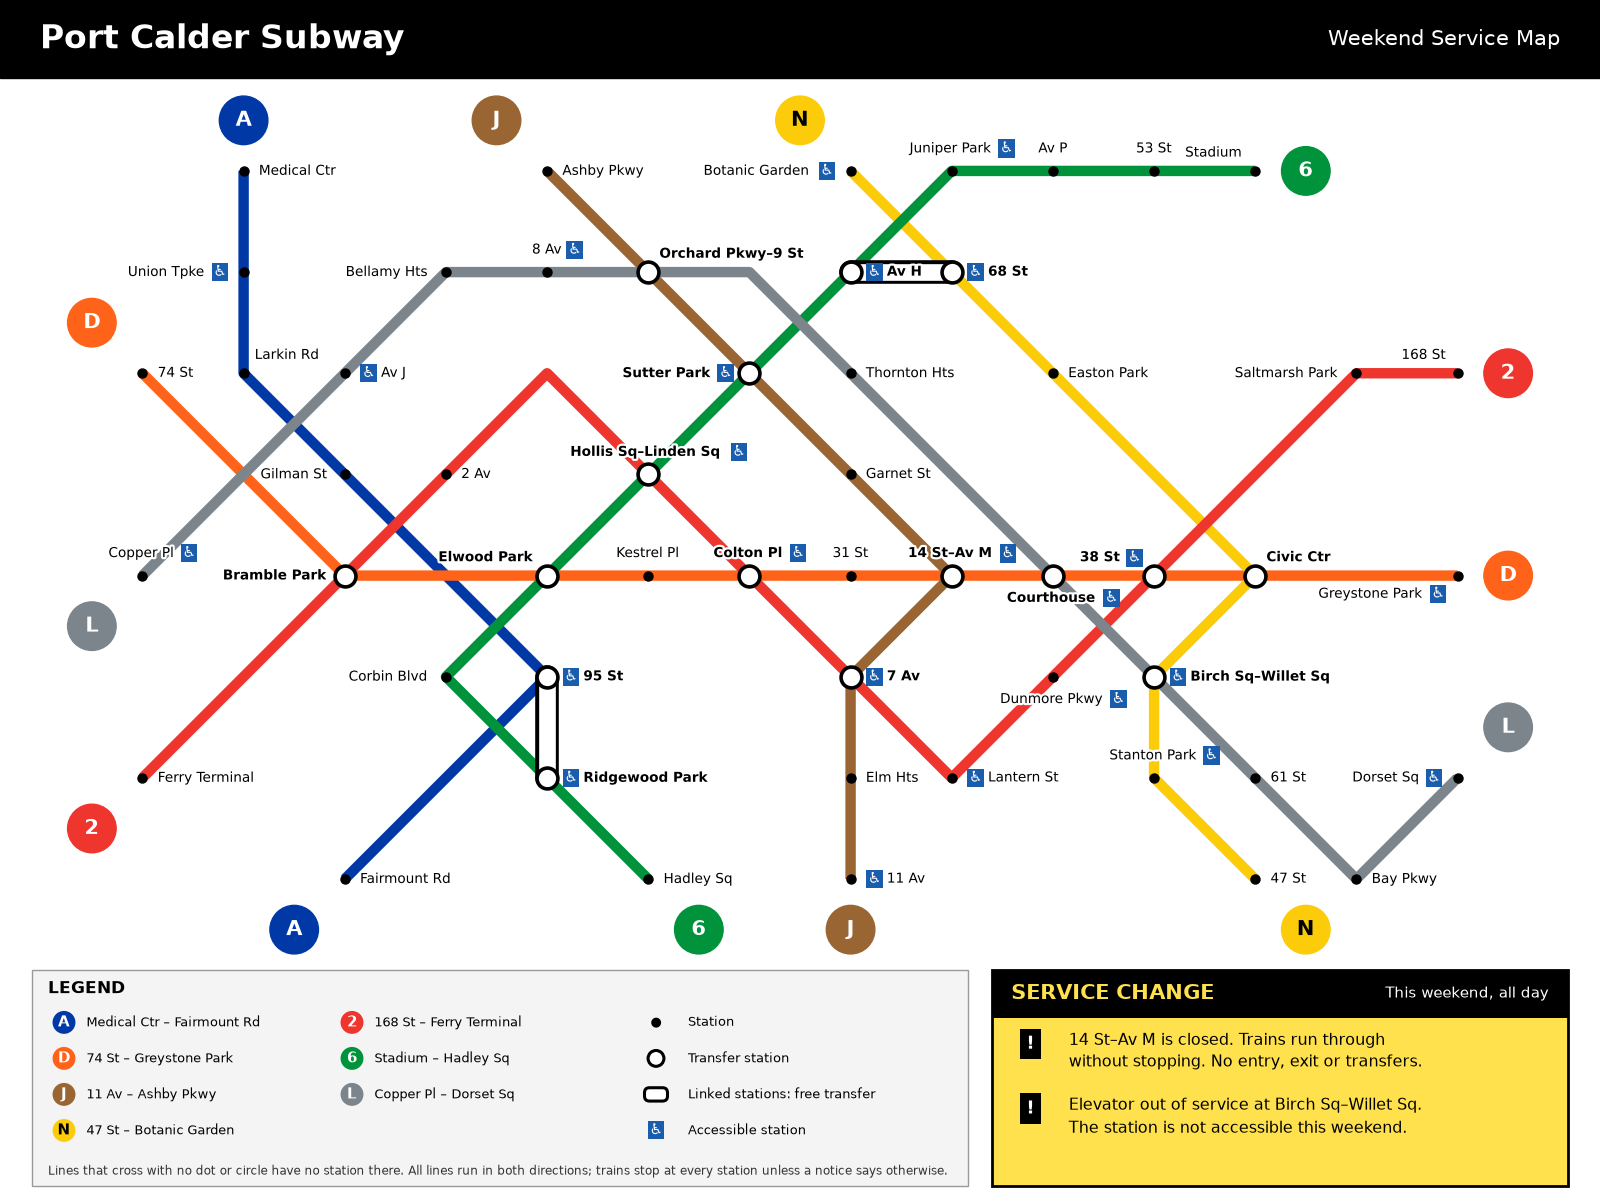 Port Calder Subway
Weekend Service Map
A
J
N
Juniper Park ♿
Av P
53 St
Stadium
Medical Ctr
Ashby Pkwy
Botanic Garden ♿
6
8 Av ♿
Orchard Pkwy–9 St
Union Tpke ♿
Bellamy Hts
♿ Av H
♿ 68 St
D
Larkin Rd
168 St
74 St
♿ Av J
Sutter Park ♿
Thornton Hts
Easton Park
Saltmarsh Park
2
Hollis Sq–Linden Sq ♿
Gilman St
2 Av
Garnet St
Copper Pl ♿
Elwood Park
Kestrel Pl
Colton Pl ♿
31 St
14 St–Av M ♿
38 St ♿
Civic Ctr
Bramble Park
D
Courthouse ♿
Greystone Park ♿
L
Corbin Blvd
♿ 95 St
♿ 7 Av
♿ Birch Sq–Willet Sq
Dunmore Pkwy ♿
L
Stanton Park ♿
Ferry Terminal
♿ Ridgewood Park
Elm Hts
♿ Lantern St
61 St
Dorset Sq ♿
2
Fairmount Rd
Hadley Sq
♿ 11 Av
47 St
Bay Pkwy
A
6
J
N
LEGEND
A Medical Ctr – Fairmount Rd
D 74 St – Greystone Park
J 11 Av – Ashby Pkwy
N 47 St – Botanic Garden
2 168 St – Ferry Terminal
6 Stadium – Hadley Sq
L Copper Pl – Dorset Sq
Station
Transfer station
Linked stations: free transfer
♿ Accessible station
Lines that cross with no dot or circle have no station there. All lines run in both directions; trains stop at every station unless a notice says otherwise.
SERVICE CHANGE
This weekend, all day
! 14 St–Av M is closed. Trains run through
without stopping. No entry, exit or transfers.
! Elevator out of service at Birch Sq–Willet Sq.
The station is not accessible this weekend.